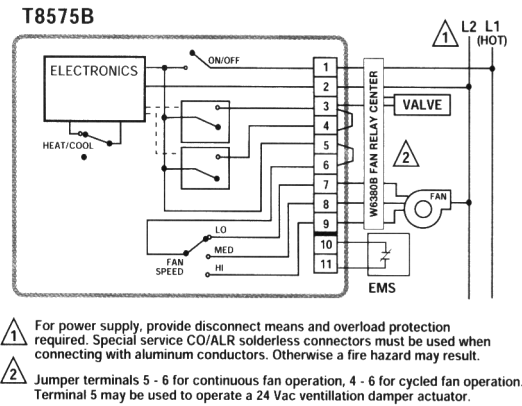 T8575B
L2 L1
(HOT)
1
ELECTRONICS
ON/OFF
1
2
3
4
5
6
7
8
9
10
11
VALVE
W6380B FAN RELAY CENTER
2
HEAT/COOL
FAN
LO
MED
HI
FAN
SPEED
EMS
1
For power supply, provide disconnect means and overload protection
required. Special service CO/ALR solderless connectors must be used when
connecting with aluminum conductors. Otherwise a fire hazard may result.
2
Jumper terminals 5 - 6 for continuous fan operation, 4 - 6 for cycled fan operation.
Terminal 5 may be used to operate a 24 Vac ventillation damper actuator.